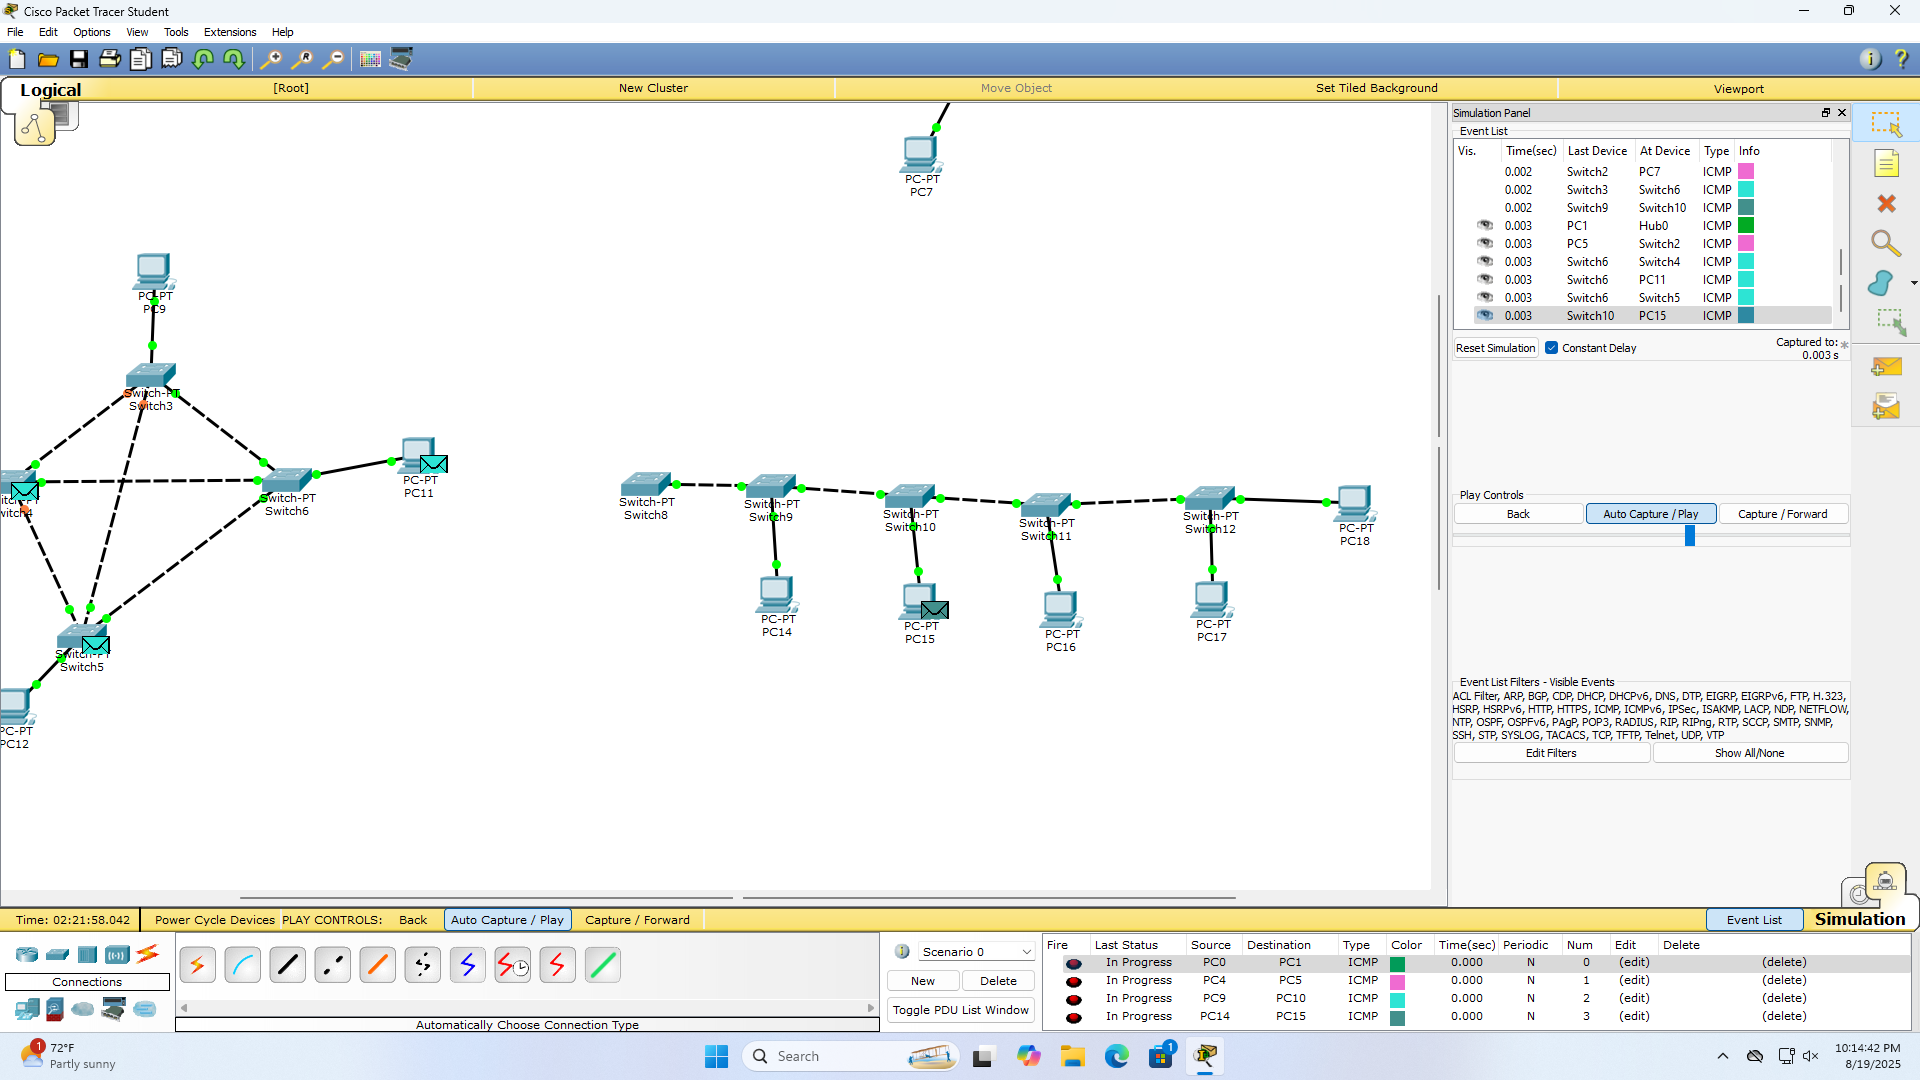 Cisco Packet Tracer Student
File Edit Options View Tools Extensions Help
Logical [Root] New Cluster Move Object Set Tiled Background Viewport
PC-PT
PC7
PC-PT
PC9
Switch-PT
Switch3
PC-PT
PC11
Switch-PT
Switch6
Switch-PT
Switch5
PC-PT
PC12
Switch-PT
Switch8
Switch-PT
Switch9
Switch-PT
Switch10
Switch-PT
Switch11
Switch-PT
Switch12
PC-PT
PC18
PC-PT
PC14
PC-PT
PC15
PC-PT
PC16
PC-PT
PC17
Simulation Panel
Event List
Vis. Time(sec) Last Device At Device Type Info
0.002 Switch2 PC7 ICMP
0.002 Switch3 Switch6 ICMP
0.002 Switch9 Switch10 ICMP
0.003 PC1 Hub0 ICMP
0.003 PC5 Switch2 ICMP
0.003 Switch6 Switch4 ICMP
0.003 Switch6 PC11 ICMP
0.003 Switch6 Switch5 ICMP
0.003 Switch10 PC15 ICMP
Reset Simulation Constant Delay Captured to: *
0.003 s
Play Controls
Back Auto Capture / Play Capture / Forward
Event List Filters - Visible Events
ACL Filter, ARP, BGP, CDP, DHCP, DHCPv6, DNS, DTP, EIGRP, EIGRPv6, FTP, H.323,
HSRP, HSRPv6, HTTP, HTTPS, ICMP, ICMPv6, IPSec, ISAKMP, LACP, NDP, NETFLOW,
NTP, OSPF, OSPFv6, PAgP, POP3, RADIUS, RIP, RIPng, RTP, SCCP, SMTP, SNMP,
SSH, STP, SYSLOG, TACACS, TCP, TFTP, Telnet, UDP, VTP
Edit Filters Show All/None
Time: 02:21:58.042 Power Cycle Devices PLAY CONTROLS: Back Auto Capture / Play Capture / Forward Event List Simulation
Connections
Automatically Choose Connection Type
Scenario 0
New Delete
Toggle PDU List Window
Fire Last Status Source Destination Type Color Time(sec) Periodic Num Edit Delete
In Progress PC0 PC1 ICMP 0.000 N 0 (edit) (delete)
In Progress PC4 PC5 ICMP 0.000 N 1 (edit) (delete)
In Progress PC9 PC10 ICMP 0.000 N 2 (edit) (delete)
In Progress PC14 PC15 ICMP 0.000 N 3 (edit) (delete)
1
72°F
Partly sunny
Search
1
10:14:42 PM
8/19/2025